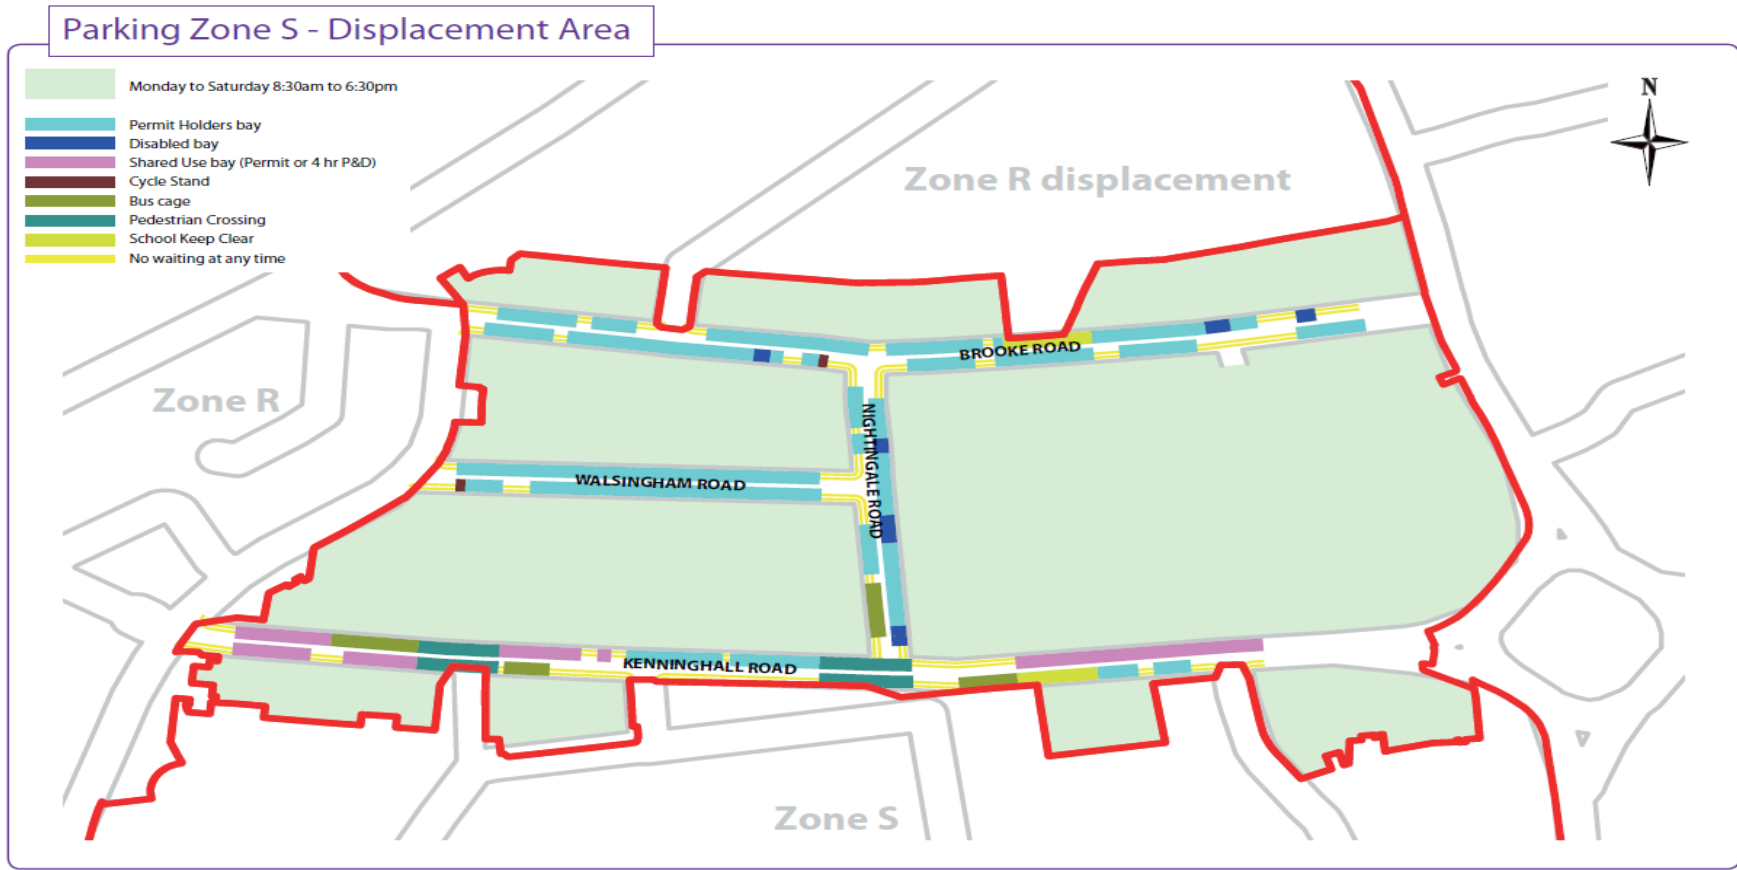 Parking Zone S - Displacement Area
Monday to Saturday 8:30am to 6:30pm
Permit Holders bay
Disabled bay
Shared Use bay (Permit or 4 hr P&D)
Cycle Stand
Bus cage
Pedestrian Crossing
School Keep Clear
No waiting at any time
N
Zone R displacement
BROOKE ROAD
Zone R
NIGHTINGALE ROAD
WALSINGHAM ROAD
KENNINGHALL ROAD
Zone S